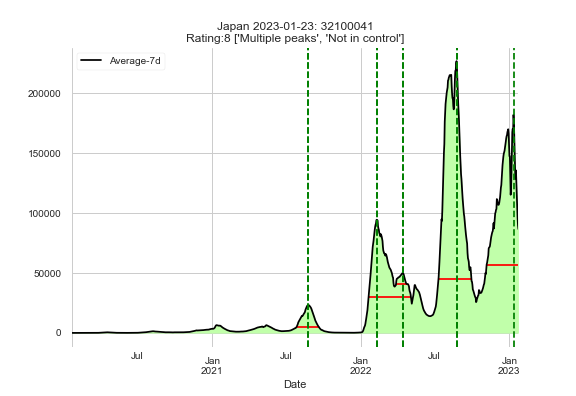 Japan 2023-01-23: 32100041
Rating:8 ['Multiple peaks', 'Not in control']
Average-7d
200000
150000
100000
50000
0
Jul
Jan
2021
Jul
Jan
2022
Jul
Jan
2023
Date